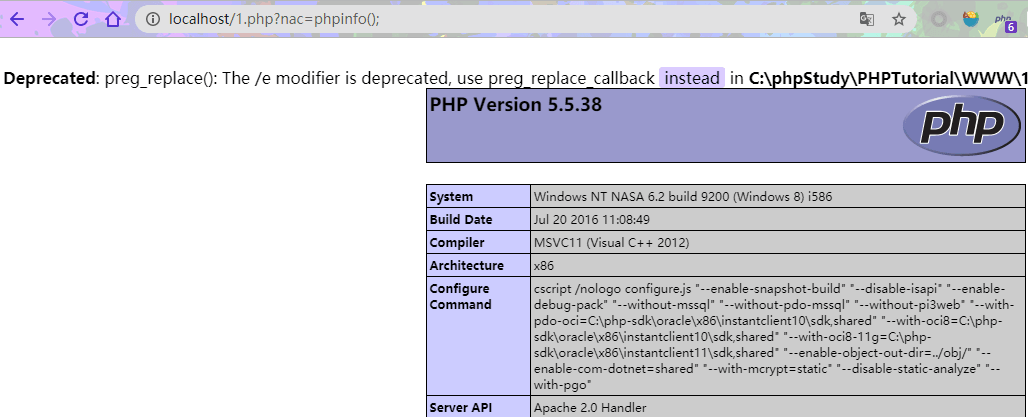 localhost/1.php?nac=phpinfo();
php
6
Deprecated: preg_replace(): The /e modifier is deprecated, use preg_replace_callback instead in C:\phpStudy\PHPTutorial\WWW\1
PHP Version 5.5.38
php
System Windows NT NASA 6.2 build 9200 (Windows 8) i586
Build Date Jul 20 2016 11:08:49
Compiler MSVC11 (Visual C++ 2012)
Architecture x86
Configure Command cscript /nologo configure.js "--enable-snapshot-build" "--disable-isapi" "--enable-
debug-pack" "--without-mssql" "--without-pdo-mssql" "--without-pi3web" "--with-
pdo-oci=C:\php-sdk\oracle\x86\instantclient10\sdk,shared" "--with-oci8=C:\php-
sdk\oracle\x86\instantclient10\sdk,shared" "--with-oci8-11g=C:\php-
sdk\oracle\x86\instantclient11\sdk,shared" "--enable-object-out-dir=../obj/" "--
enable-com-dotnet=shared" "--with-mcrypt=static" "--disable-static-analyze" "--
with-pgo"
Server API Apache 2.0 Handler